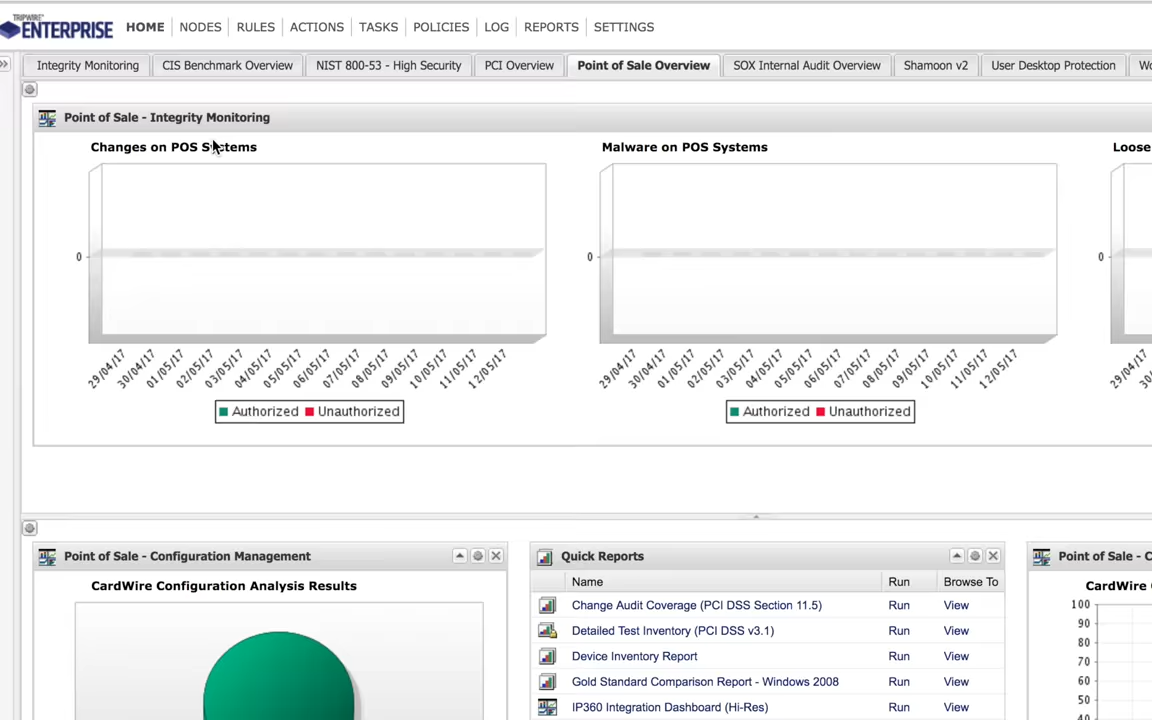 TRIPWIRE
ENTERPRISE
HOME NODES RULES ACTIONS TASKS POLICIES LOG REPORTS SETTINGS
Integrity Monitoring CIS Benchmark Overview NIST 800-53 - High Security PCI Overview Point of Sale Overview SOX Internal Audit Overview Shamoon v2 User Desktop Protection Wo
Point of Sale - Integrity Monitoring
Changes on POS Systems
0
29/04/17 30/04/17 01/05/17 02/05/17 03/05/17 04/05/17 05/05/17 06/05/17 07/05/17 08/05/17 09/05/17 10/05/17 11/05/17 12/05/17
Authorized Unauthorized
Malware on POS Systems
0
29/04/17 30/04/17 01/05/17 02/05/17 03/05/17 04/05/17 05/05/17 06/05/17 07/05/17 08/05/17 09/05/17 10/05/17 11/05/17 12/05/17
Authorized Unauthorized
Loose
0
29/04/17
Point of Sale - Configuration Management
CardWire Configuration Analysis Results
Quick Reports
Name Run Browse To
Change Audit Coverage (PCI DSS Section 11.5) Run View
Detailed Test Inventory (PCI DSS v3.1) Run View
Device Inventory Report Run View
Gold Standard Comparison Report - Windows 2008 Run View
IP360 Integration Dashboard (Hi-Res) Run View
Point of Sale - C
CardWire
100
90
80
70
60
50
40